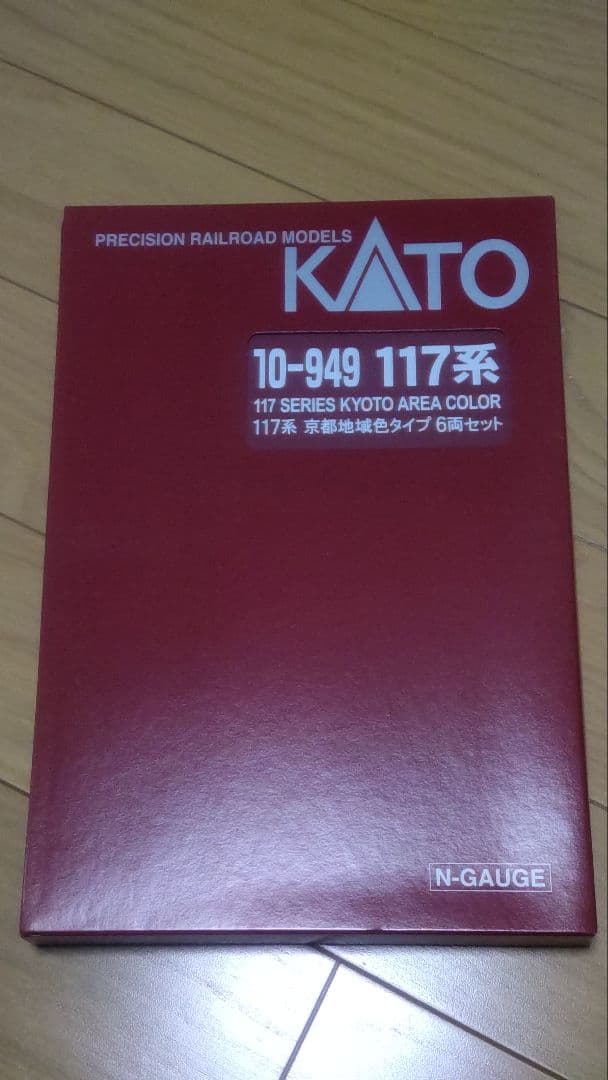 PRECISION RAILROAD MODELS
KATO
10-949 117系
117 SERIES KYOTO AREA COLOR
117系 京都地域色タイプ 6両セット
N-GAUGE